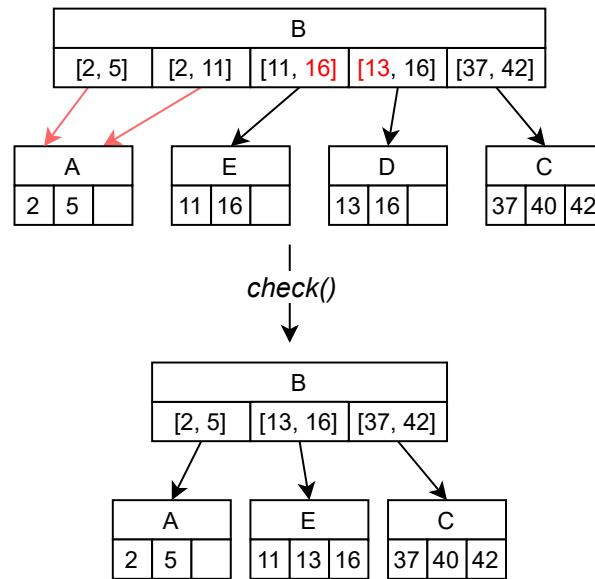 B
[2, 5] [2, 11] [11, 16] [13, 16] [37, 42]
A E D C
2 5 11 16 13 16 37 40 42
check()
B
[2, 5] [13, 16] [37, 42]
A E C
2 5 11 13 16 37 40 42